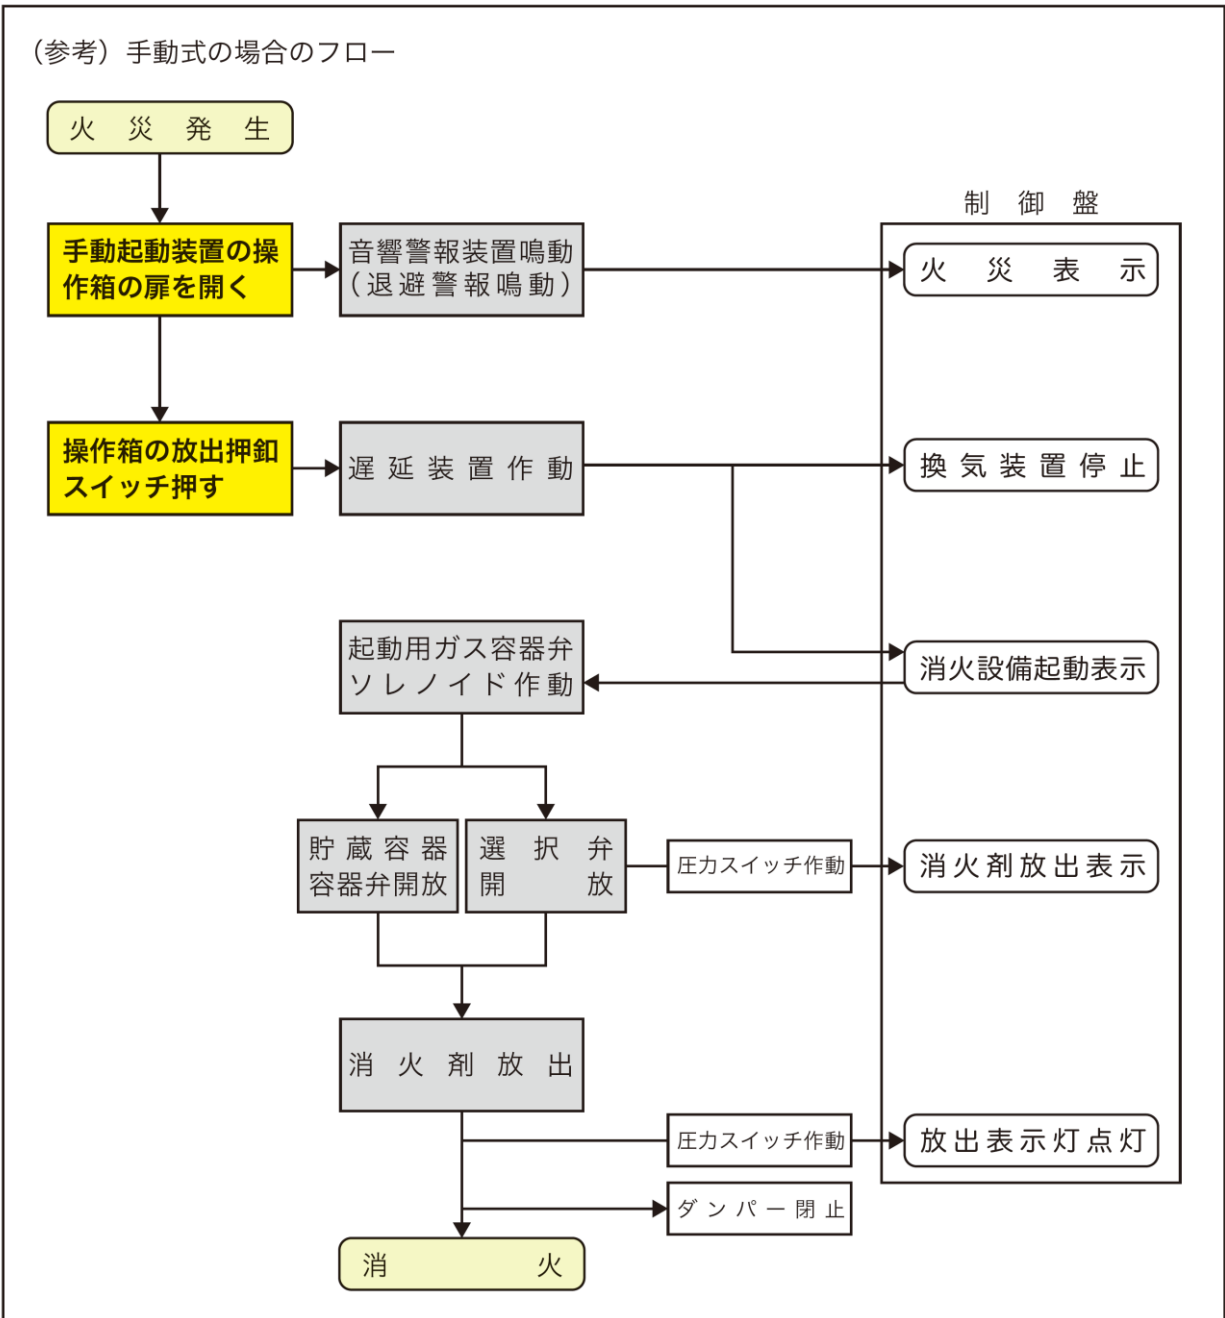 （参考）手動式の場合のフロー
火災発生
制御盤
手動起動装置の操
作箱の扉を開く
音響警報装置鳴動
（退避警報鳴動）
火災表示
操作箱の放出押釦
スイッチ押す
遅延装置作動
換気装置停止
起動用ガス容器弁
ソレノイド作動
消火設備起動表示
貯蔵容器
容器弁開放
選択弁
開放
圧力スイッチ作動
消火剤放出表示
消火剤放出
圧力スイッチ作動
放出表示灯点灯
ダンパー閉止
消火